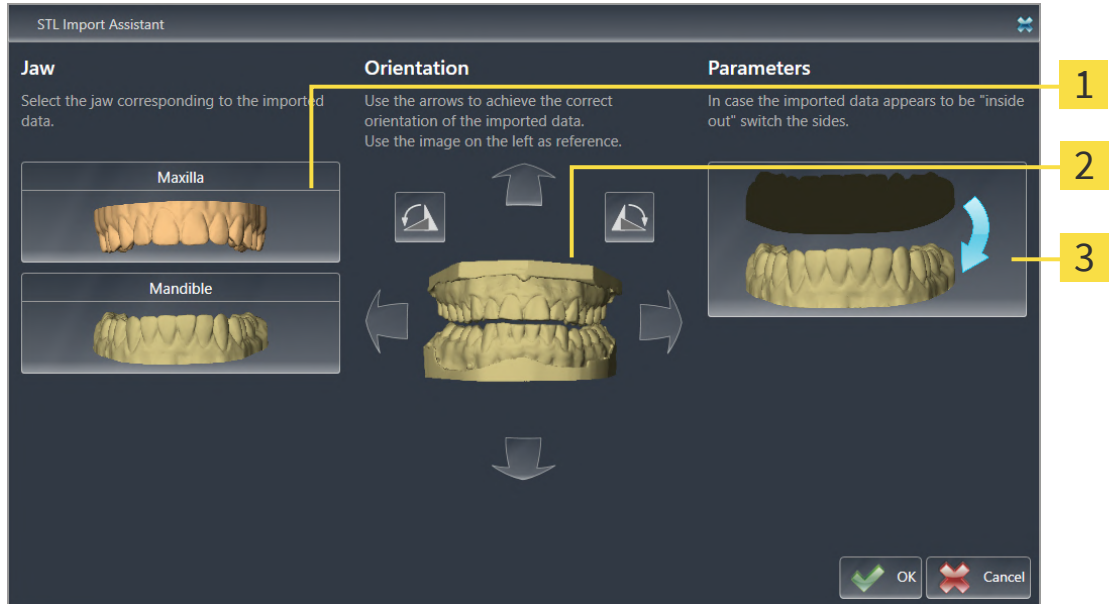 STL Import Assistant
Jaw
Select the jaw corresponding to the imported
data.
Maxilla
Mandible
Orientation
Use the arrows to achieve the correct
orientation of the imported data.
Use the image on the left as reference.
Parameters
In case the imported data appears to be "inside
out" switch the sides.
OK
Cancel
1
2
3